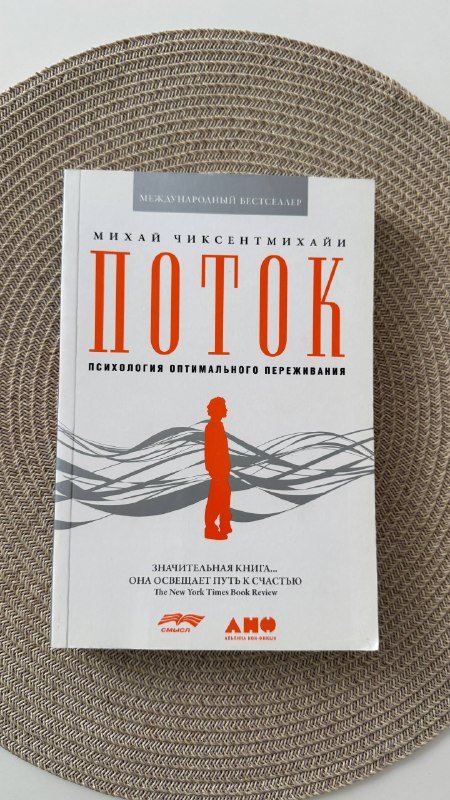 МЕЖДУНАРОДНЫЙ БЕСТСЕЛЛЕР
МИХАЙ ЧИКСЕНТМИХАЙИ
ПОТОК
ПСИХОЛОГИЯ ОПТИМАЛЬНОГО ПЕРЕЖИВАНИЯ
ЗНАЧИТЕЛЬНАЯ КНИГА...
ОНА ОСВЕЩАЕТ ПУТЬ К СЧАСТЬЮ
The New York Times Book Review
СМЫСЛ
АНФ
АЛЬПИНА НОН-ФИКШН